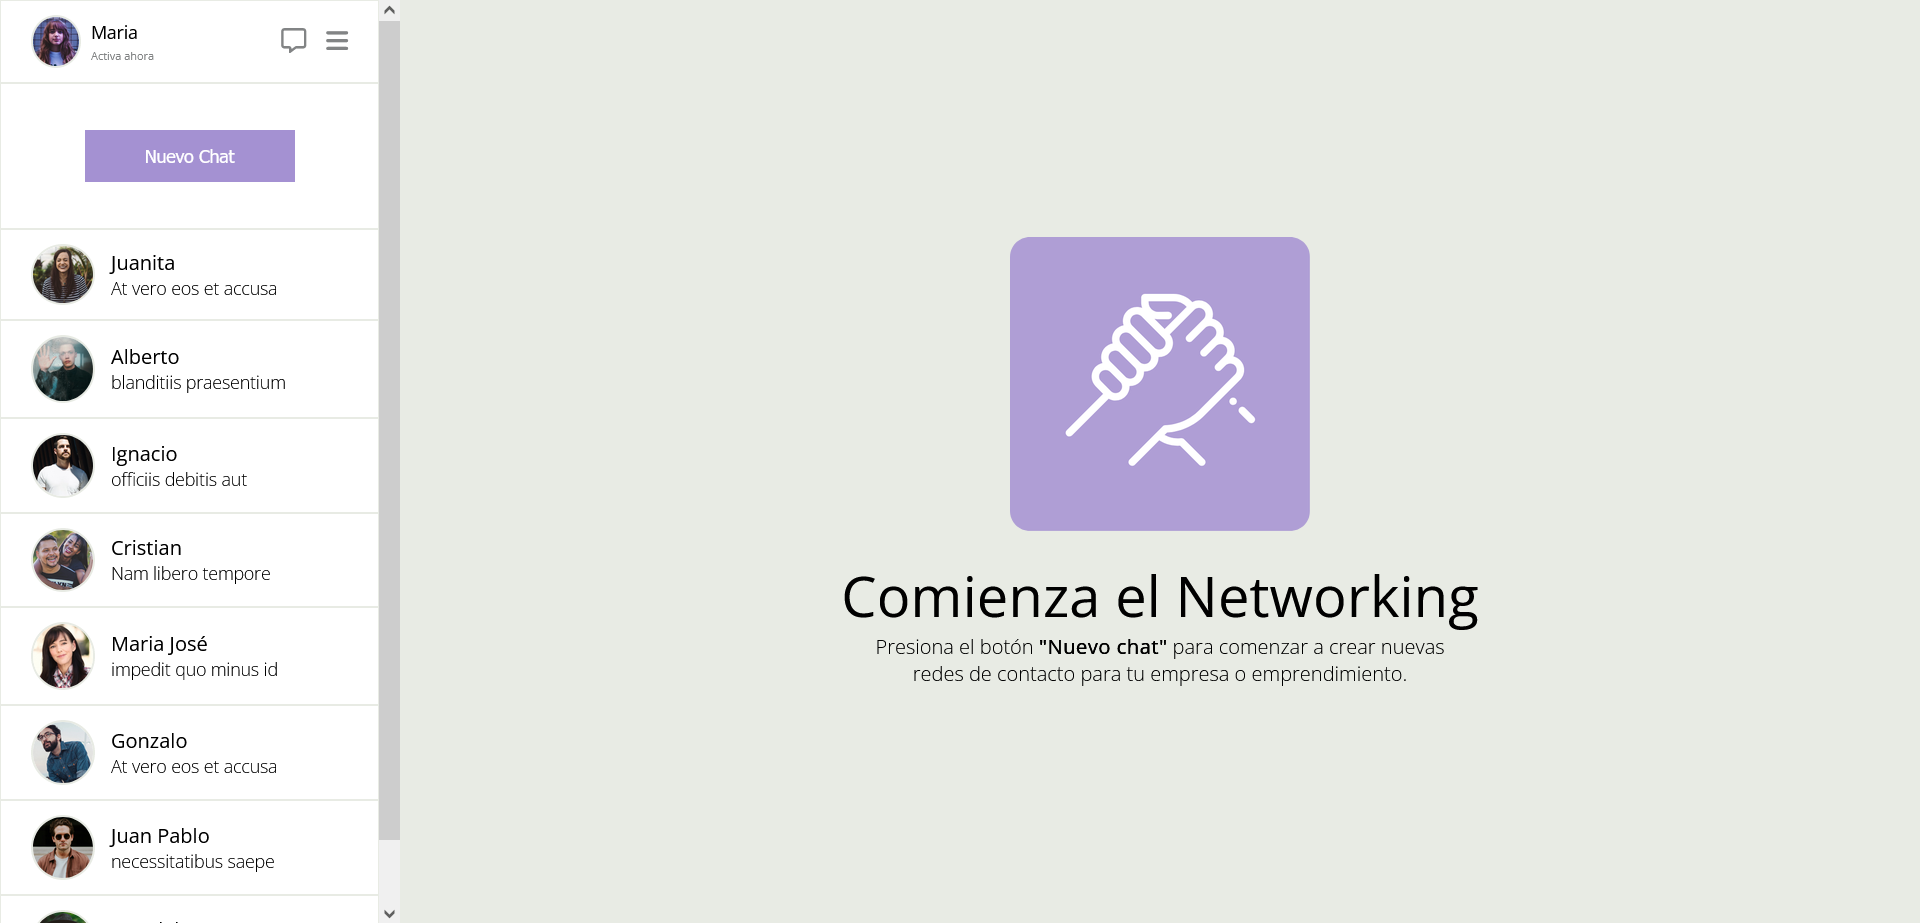 Maria
Activa ahora
Nuevo Chat
Juanita
At vero eos et accusa
Alberto
blanditiis praesentium
Ignacio
officiis debitis aut
Cristian
Nam libero tempore
Maria José
impedit quo minus id
Gonzalo
At vero eos et accusa
Juan Pablo
necessitatibus saepe
Comienza el Networking
Presiona el botón "Nuevo chat" para comenzar a crear nuevas
redes de contacto para tu empresa o emprendimiento.